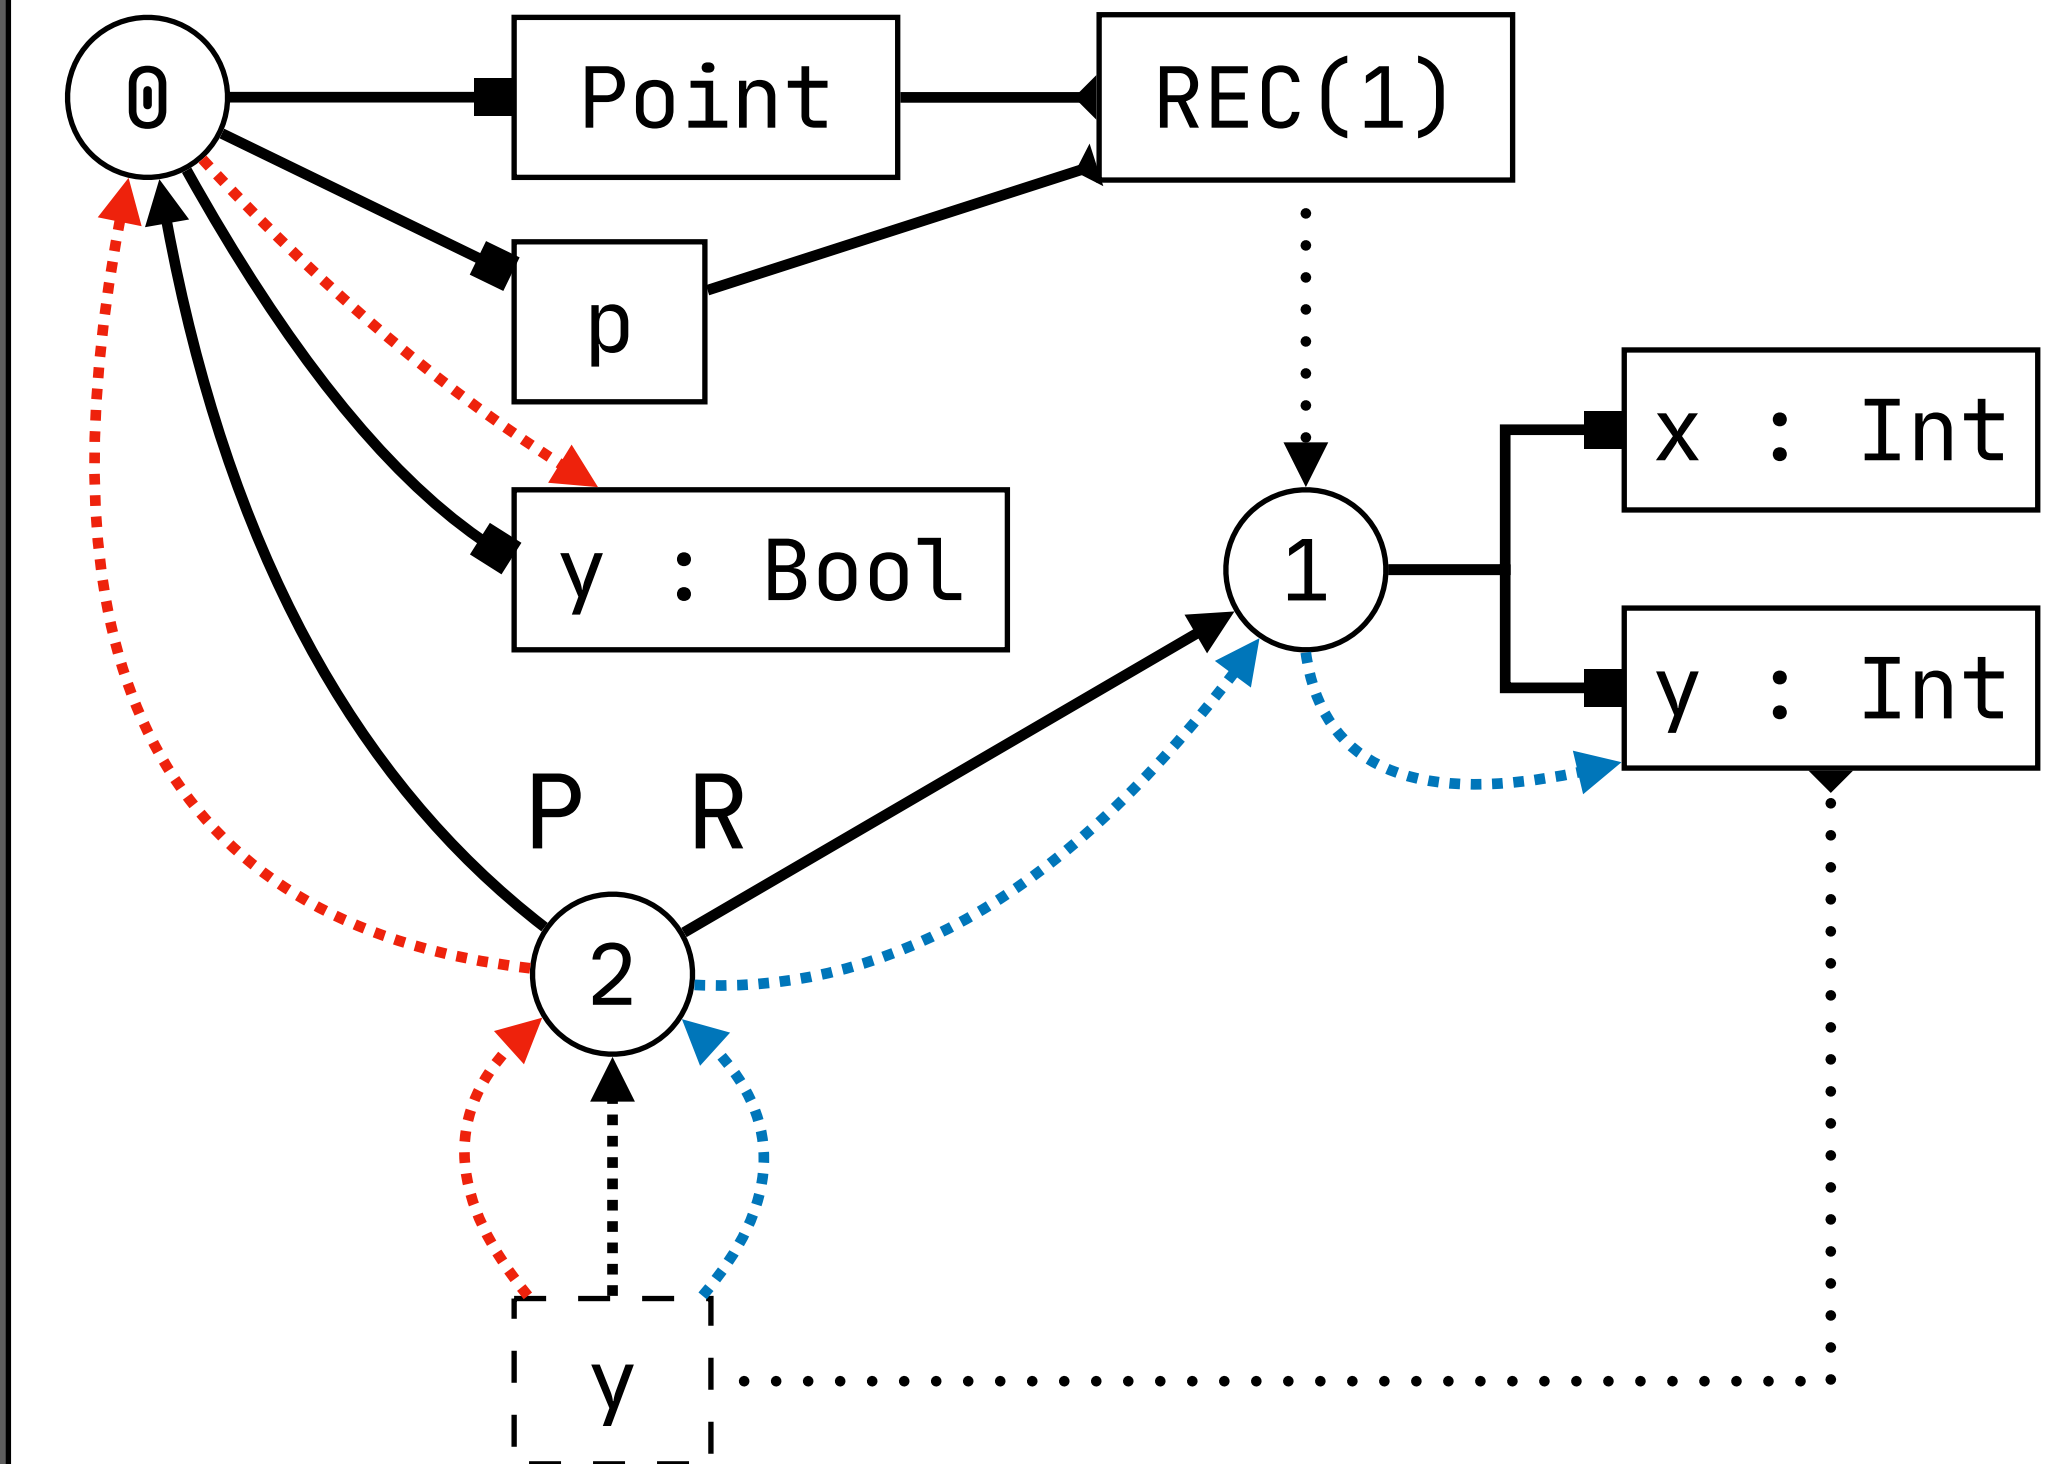 0
Point
REC(1)
p
x : Int
y : Bool
1
y : Int
P
R
2
y